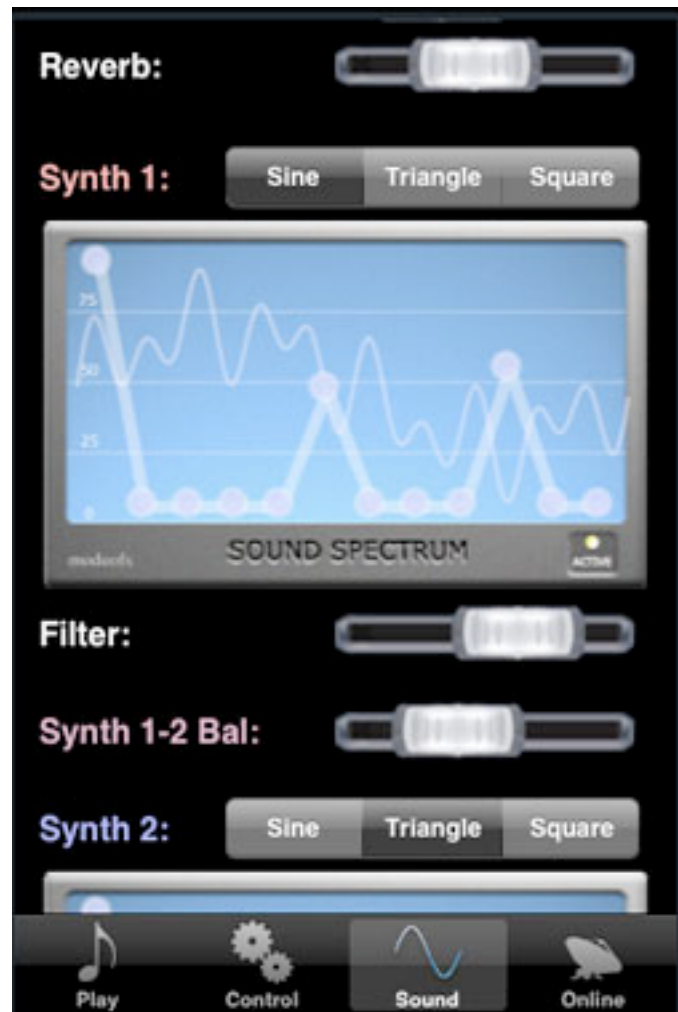 Reverb:
Synth 1: Sine Triangle Square
75
50
25
0
SOUND SPECTRUM
ACTIVE
Filter:
Synth 1-2 Bal:
Synth 2: Sine Triangle Square
Play Control Sound Online